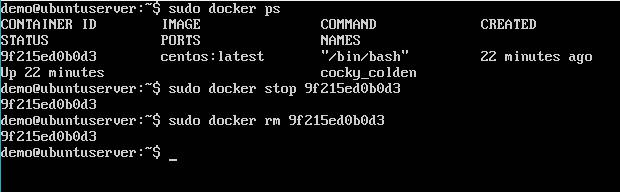 demo@ubuntuserver:~$ sudo docker ps
CONTAINER ID        IMAGE               COMMAND             CREATED
STATUS              PORTS               NAMES
9f215ed0b0d3        centos:latest       "/bin/bash"         22 minutes ago
Up 22 minutes                           cocky_colden
demo@ubuntuserver:~$ sudo docker stop 9f215ed0b0d3
9f215ed0b0d3
demo@ubuntuserver:~$ sudo docker rm 9f215ed0b0d3
9f215ed0b0d3
demo@ubuntuserver:~$ _